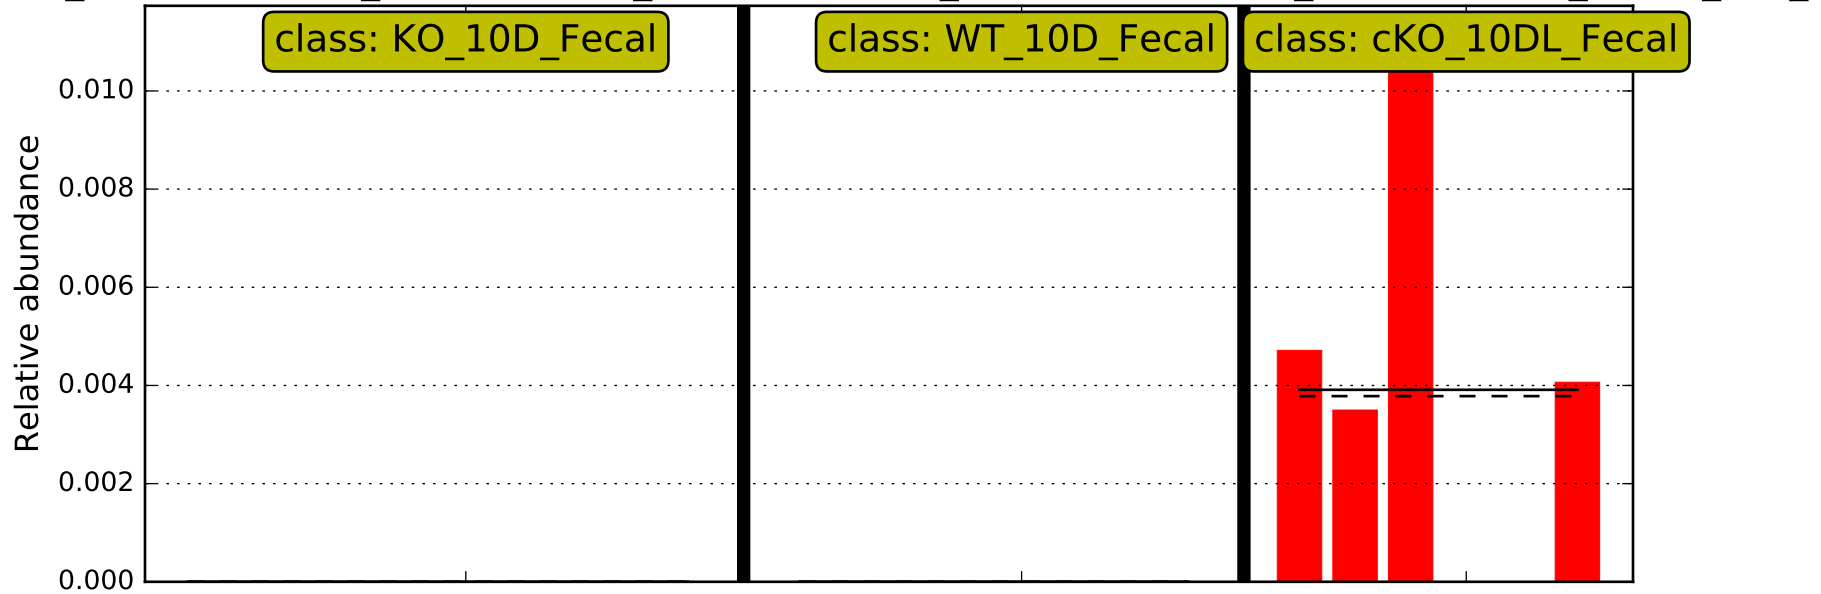 class: KO_10D_Fecal
class: WT_10D_Fecal
class: cKO_10DL_Fecal
0.010
0.008
0.006
0.004
0.002
0.000
Relative abundance